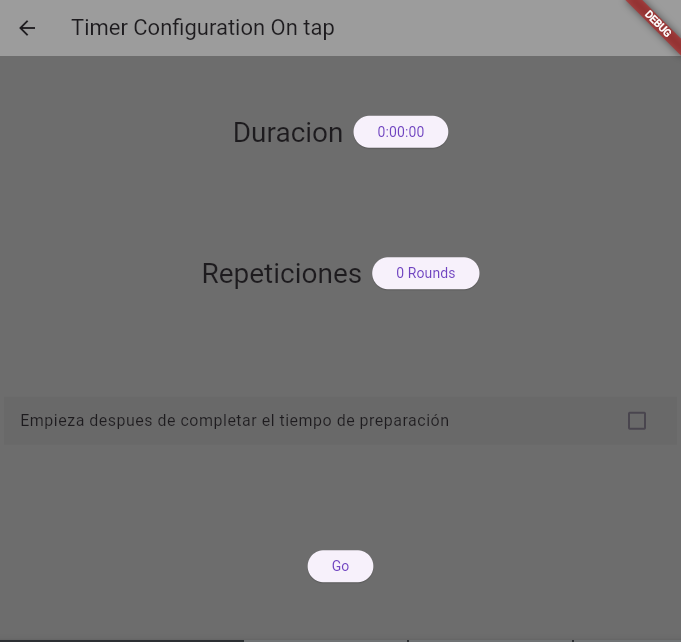 Timer Configuration On tap
DEBUG
Duracion 0:00:00
Repeticiones 0 Rounds
Empieza despues de completar el tiempo de preparación
Go